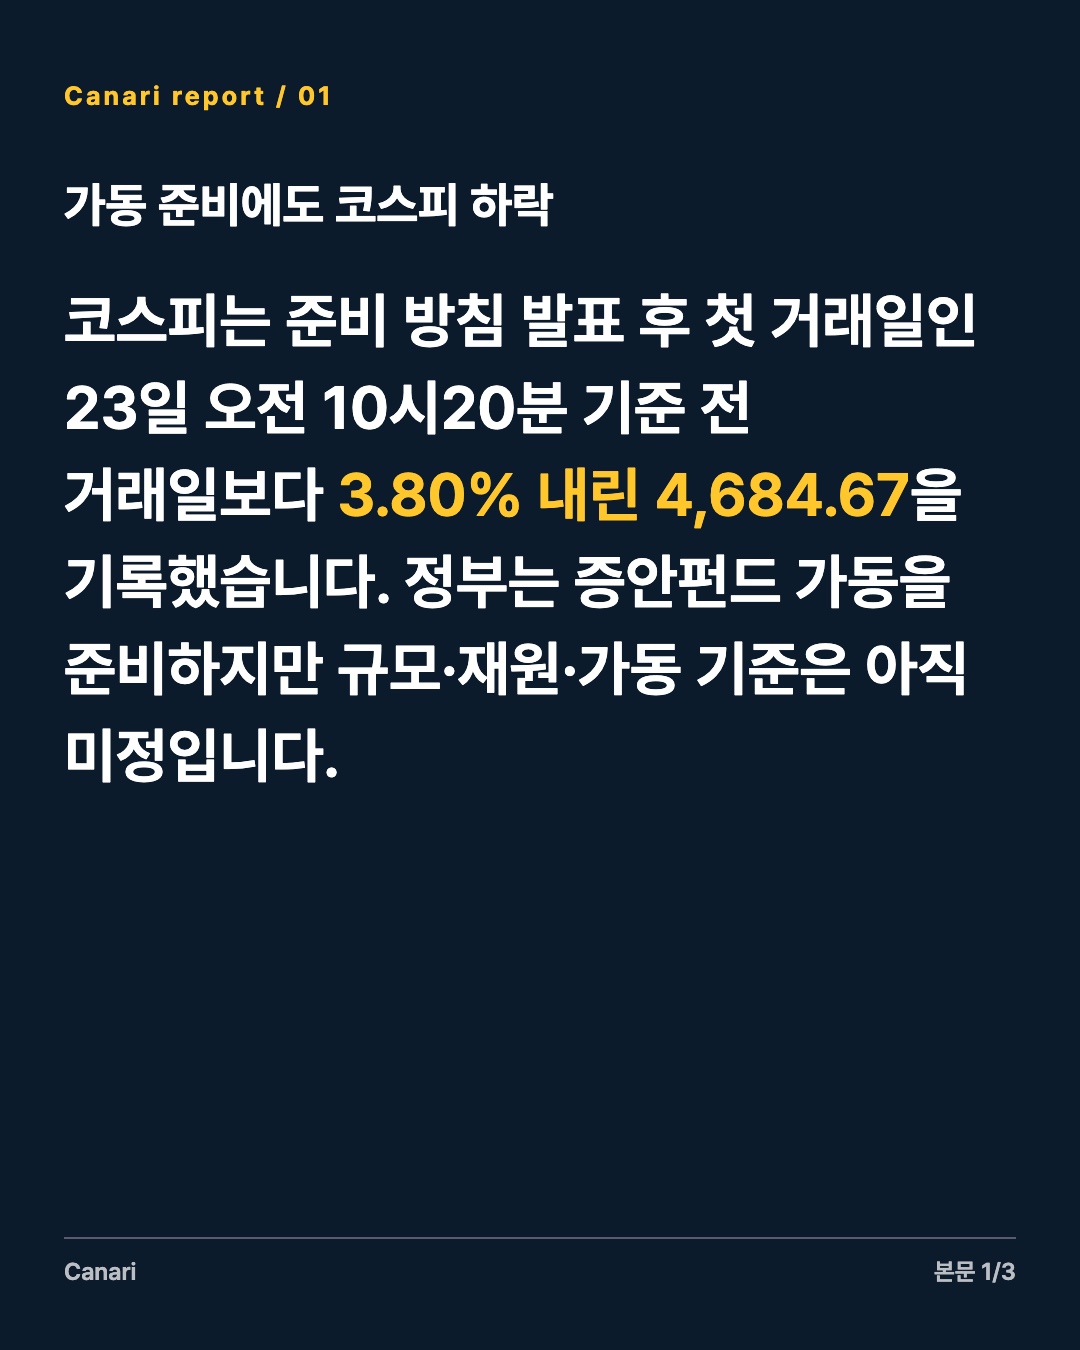 Canari report / 01
가동 준비에도 코스피 하락
코스피는 준비 방침 발표 후 첫 거래일인
23일 오전 10시20분 기준 전
거래일보다 3.80% 내린 4,684.67을
기록했습니다. 정부는 증안펀드 가동을
준비하지만 규모·재원·가동 기준은 아직
미정입니다.
Canari
본문 1/3